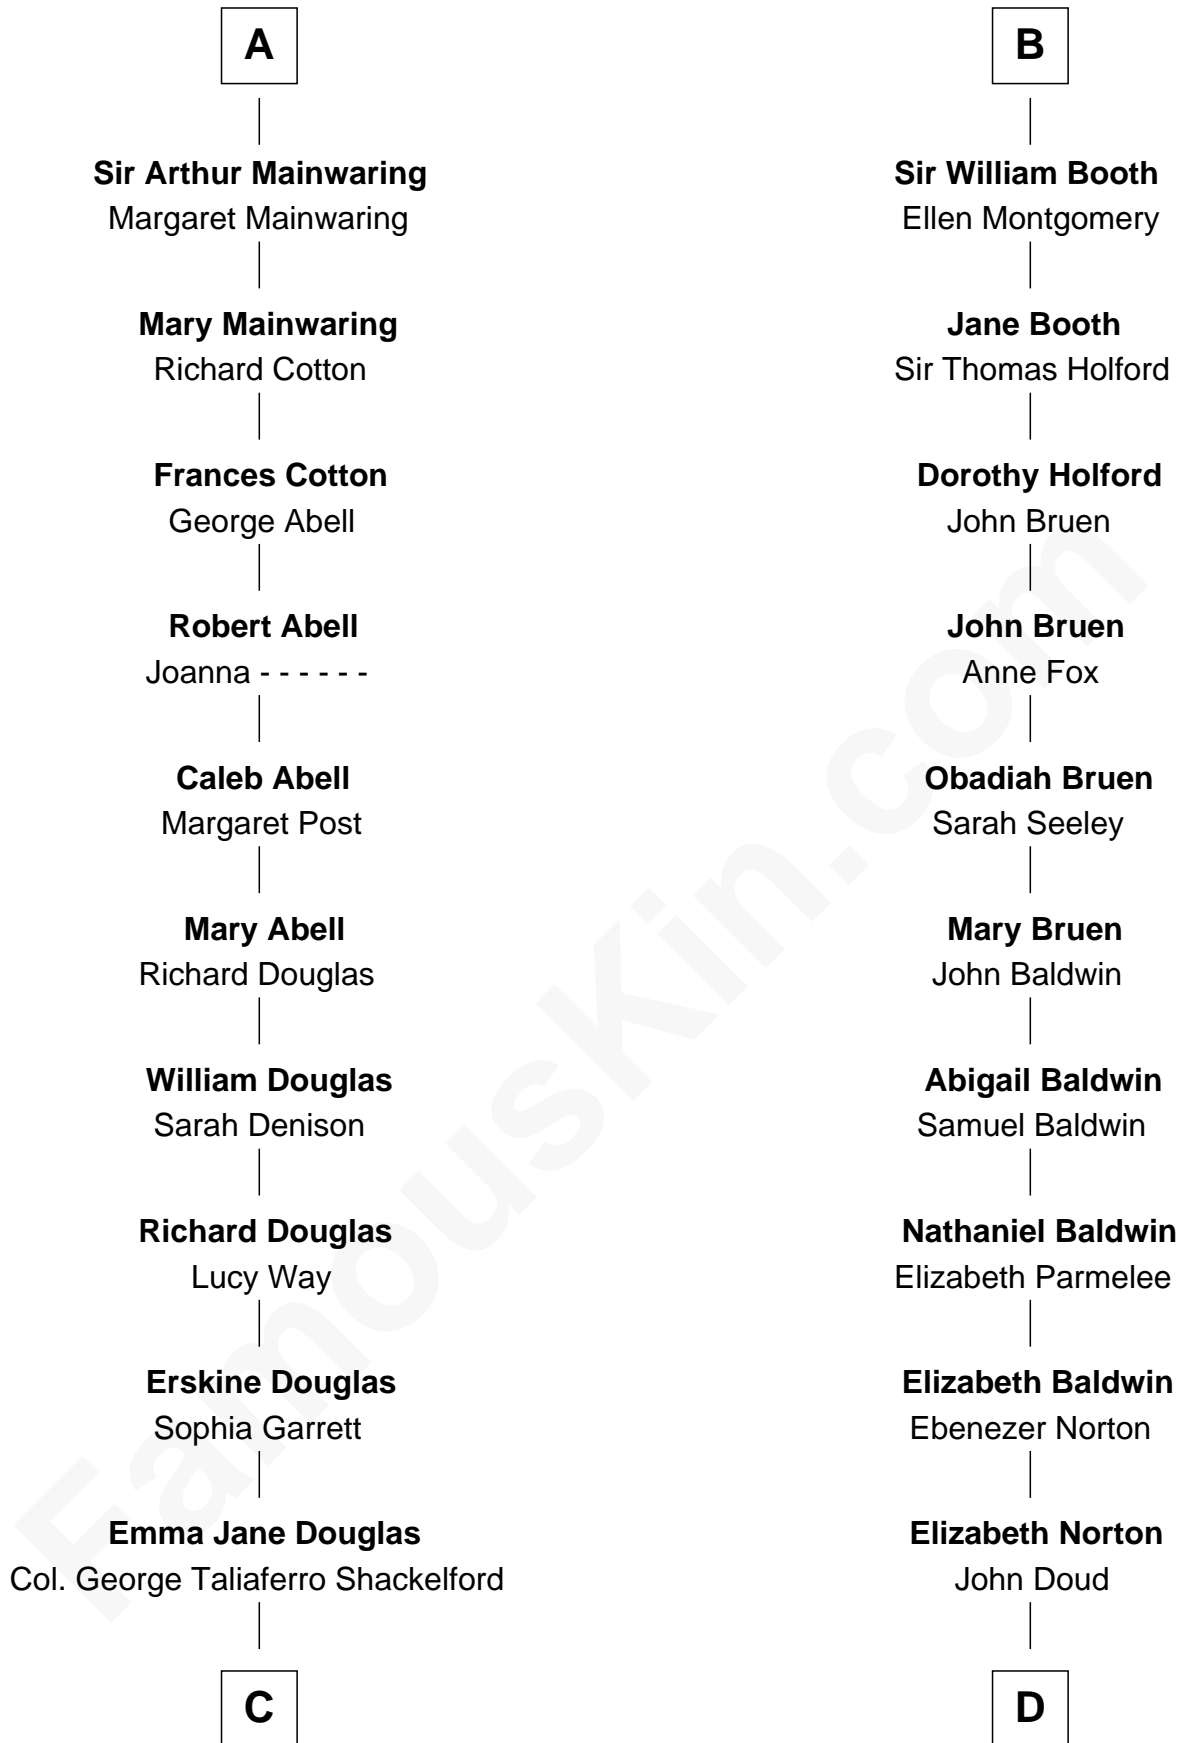 A
Sir Arthur Mainwaring
Margaret Mainwaring
Mary Mainwaring
Richard Cotton
Frances Cotton
George Abell
Robert Abell
Joanna - - - - - -
Caleb Abell
Margaret Post
Mary Abell
Richard Douglas
William Douglas
Sarah Denison
Richard Douglas
Lucy Way
Erskine Douglas
Sophia Garrett
Emma Jane Douglas
Col. George Taliaferro Shackelford
C
B
Sir William Booth
Ellen Montgomery
Jane Booth
Sir Thomas Holford
Dorothy Holford
John Bruen
John Bruen
Anne Fox
Obadiah Bruen
Sarah Seeley
Mary Bruen
John Baldwin
Abigail Baldwin
Samuel Baldwin
Nathaniel Baldwin
Elizabeth Parmelee
Elizabeth Baldwin
Ebenezer Norton
Elizabeth Norton
John Doud
D
FamousKin.com